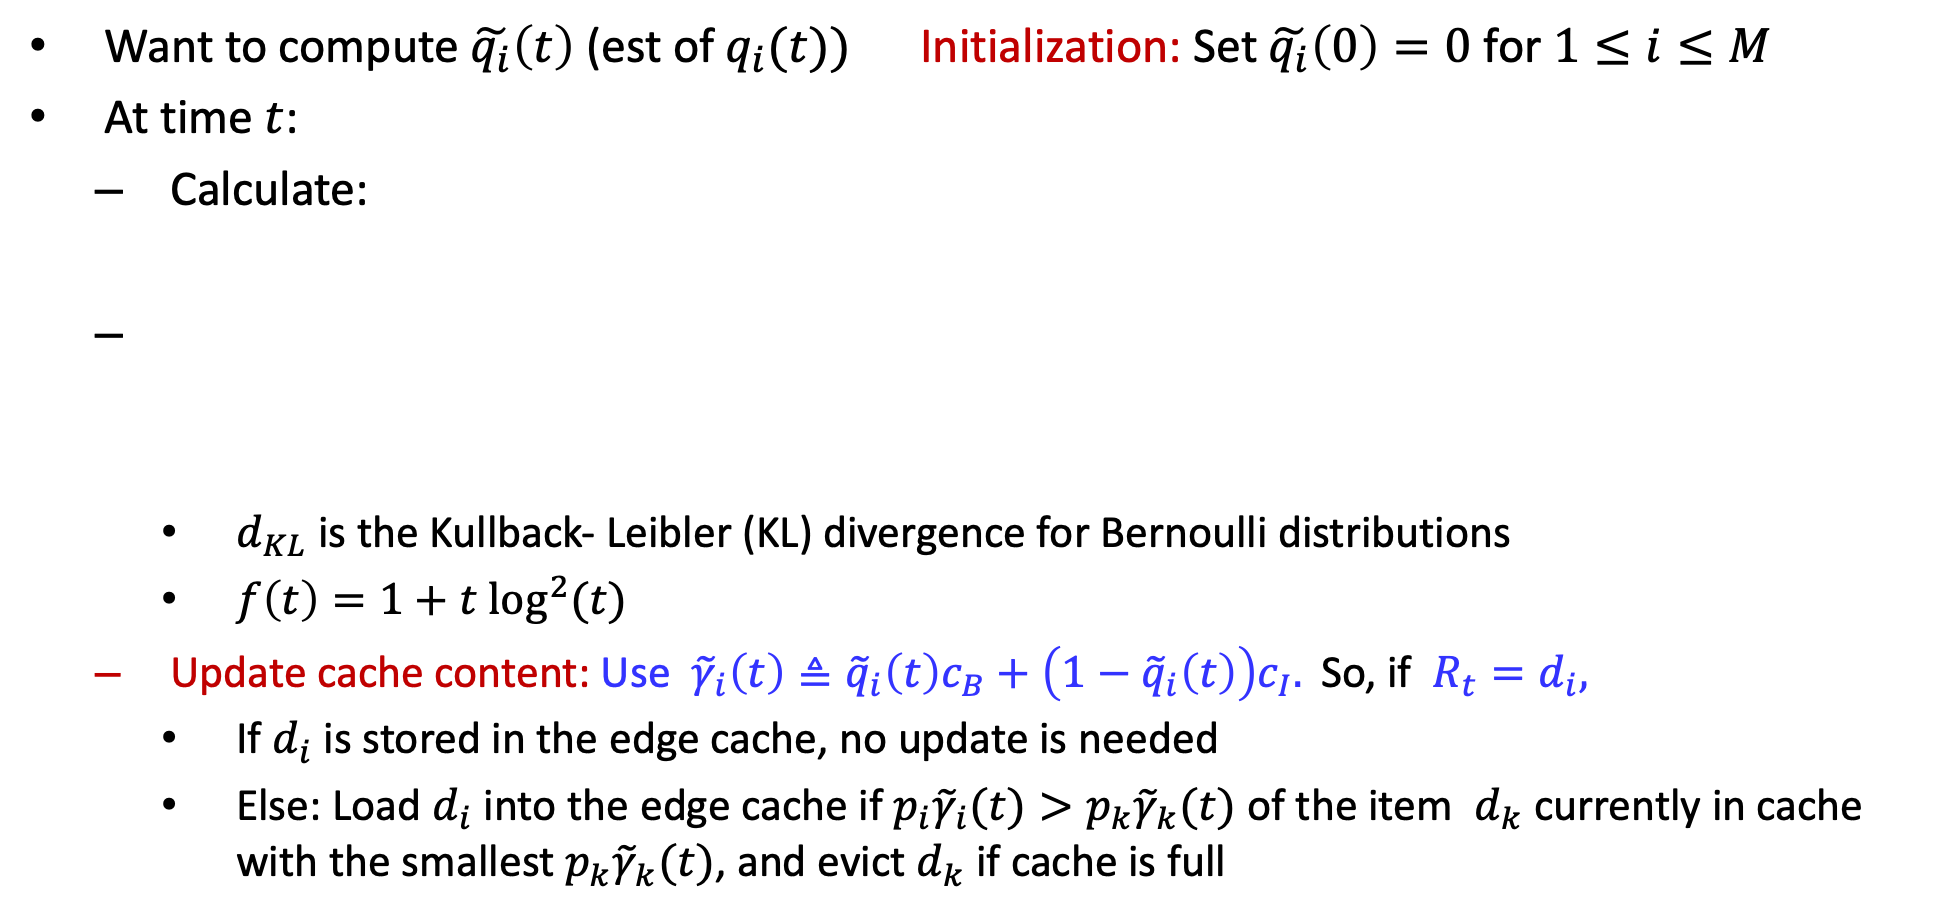 • Want to compute q̃ᵢ(t) (est of qᵢ(t)) Initialization: Set q̃ᵢ(0) = 0 for 1 ≤ i ≤ M
• At time t:
– Calculate:
–
• d_KL is the Kullback- Leibler (KL) divergence for Bernoulli distributions
• f(t) = 1 + t log²(t)
– Update cache content: Use γ̃ᵢ(t) ≜ q̃ᵢ(t)c_B + (1 − q̃ᵢ(t))c_I. So, if R_t = dᵢ,
• If dᵢ is stored in the edge cache, no update is needed
• Else: Load dᵢ into the edge cache if pᵢγ̃ᵢ(t) > pₖγ̃ₖ(t) of the item dₖ currently in cache
with the smallest pₖγ̃ₖ(t), and evict dₖ if cache is full